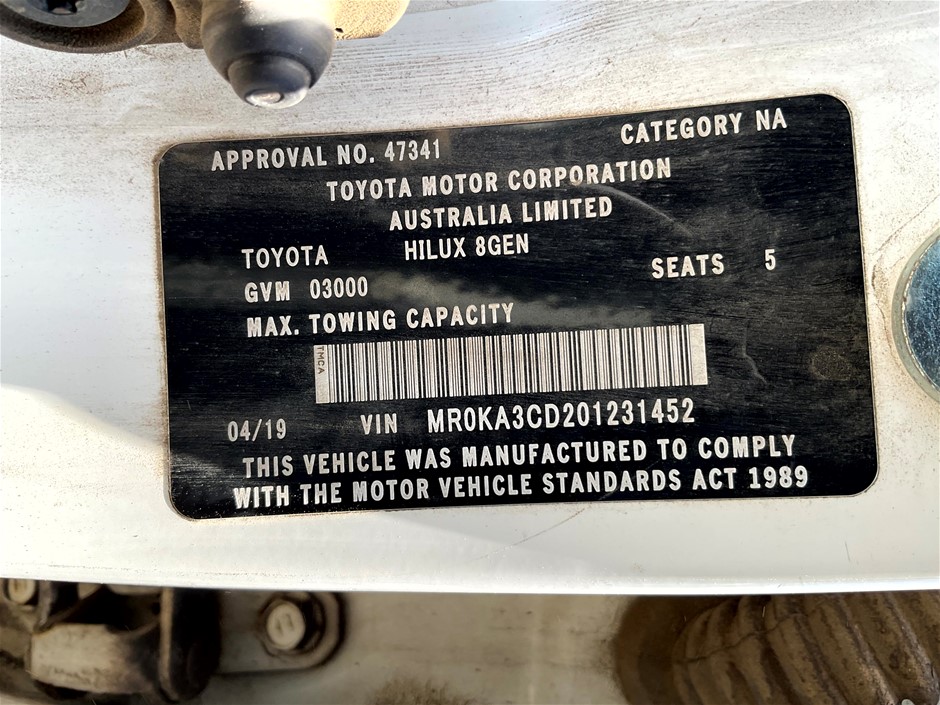 APPROVAL NO. 47341 CATEGORY NA
TOYOTA MOTOR CORPORATION
AUSTRALIA LIMITED
TOYOTA HILUX 8GEN
GVM 03000 SEATS 5
MAX. TOWING CAPACITY
TMCA
04/19 VIN MR0KA3CD201231452
THIS VEHICLE WAS MANUFACTURED TO COMPLY
WITH THE MOTOR VEHICLE STANDARDS ACT 1989